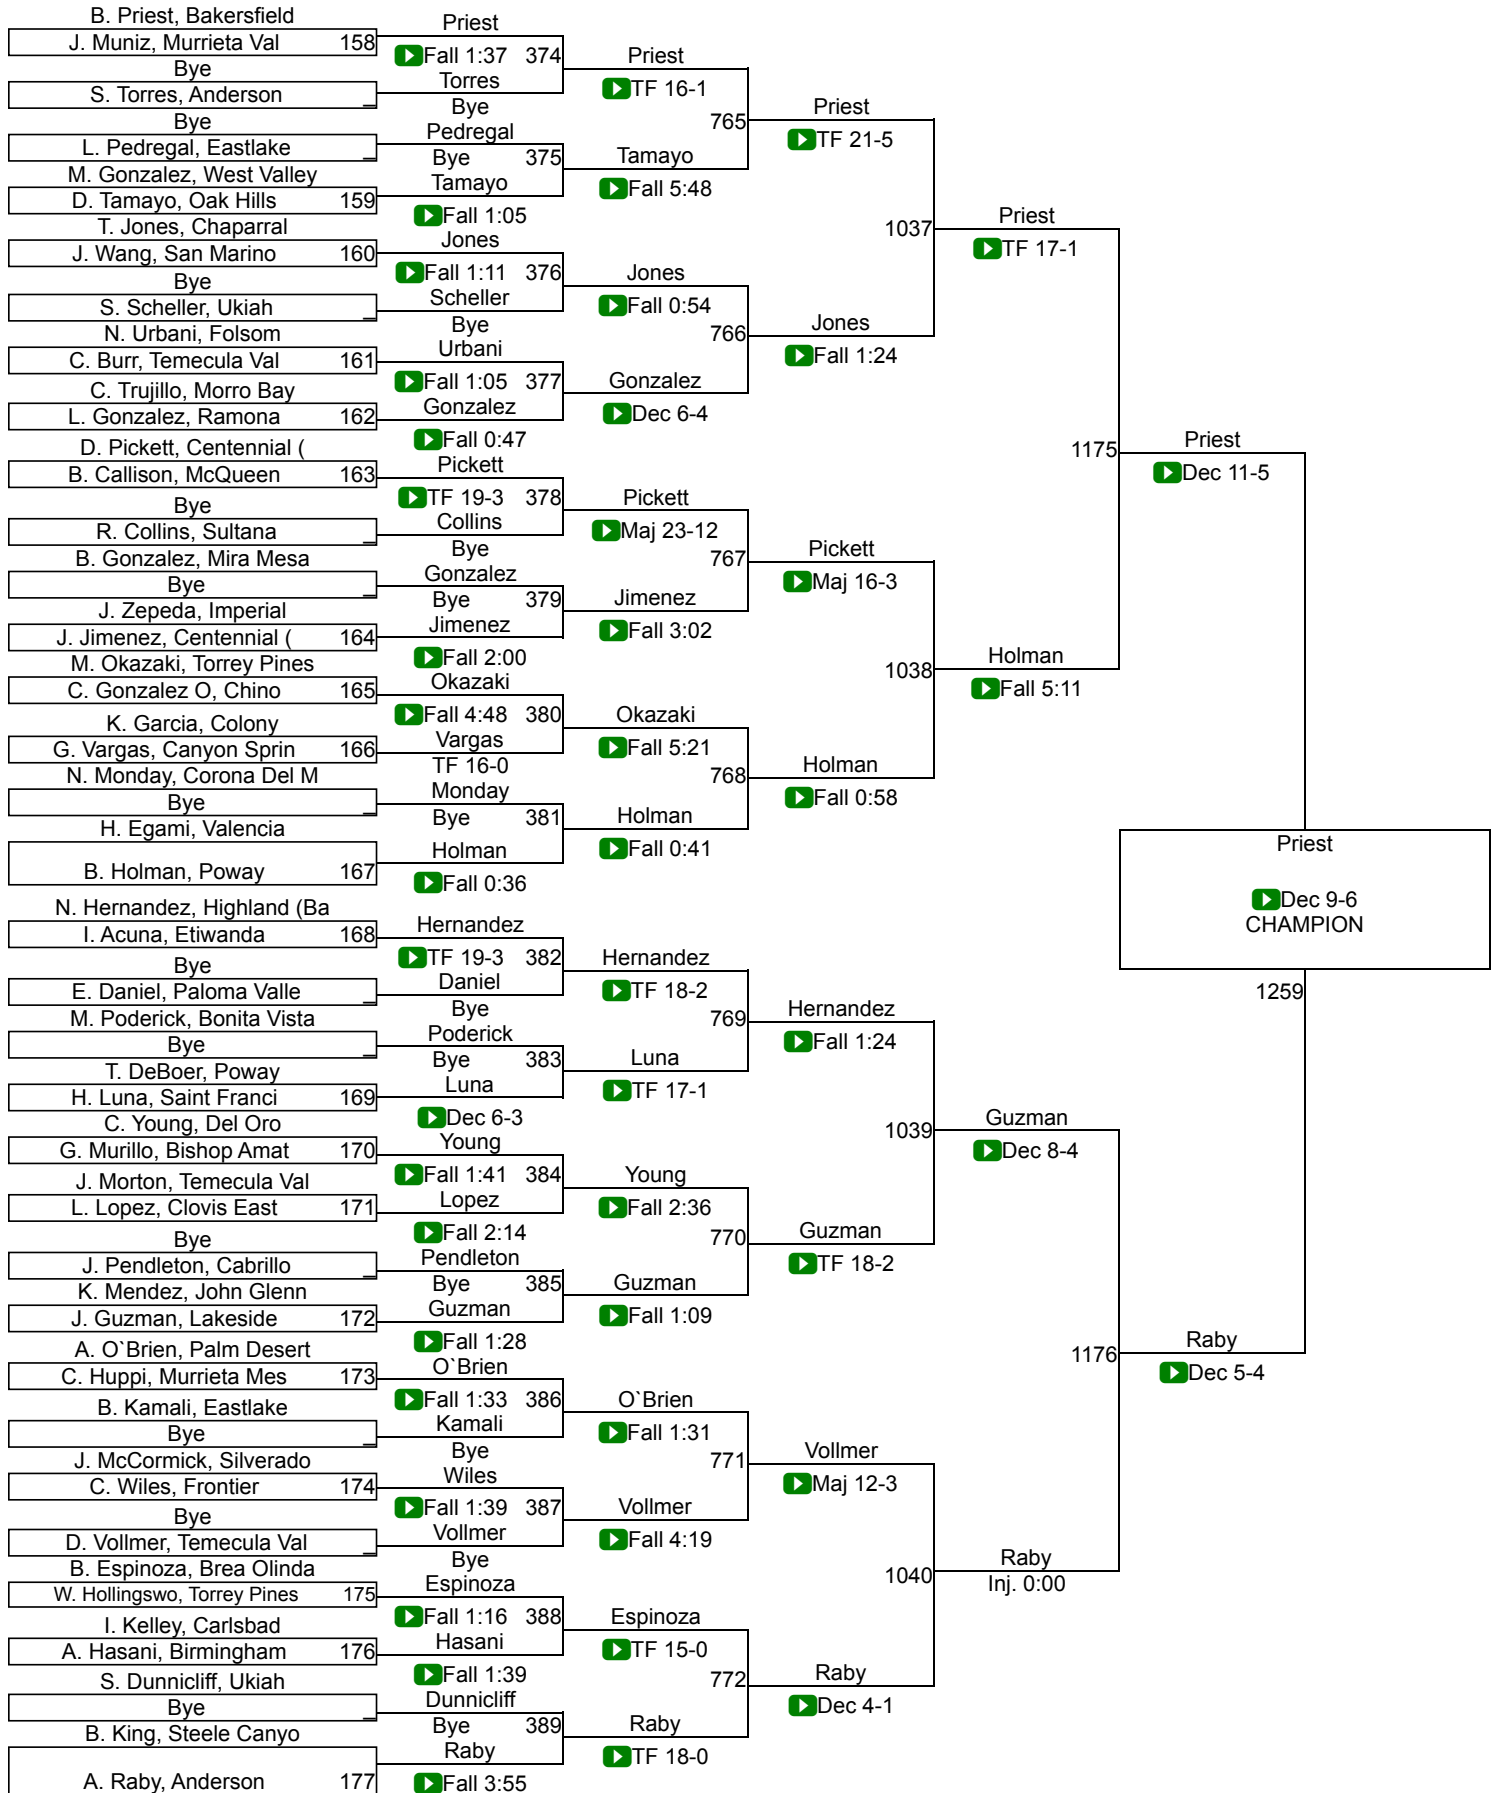 B. Priest, Bakersfield
J. Muniz, Murrieta Val 158
Bye
S. Torres, Anderson _
Bye
L. Pedregal, Eastlake _
M. Gonzalez, West Valley
D. Tamayo, Oak Hills 159
T. Jones, Chaparral
J. Wang, San Marino 160
Bye
S. Scheller, Ukiah _
N. Urbani, Folsom
C. Burr, Temecula Val 161
C. Trujillo, Morro Bay
L. Gonzalez, Ramona 162
D. Pickett, Centennial (
B. Callison, McQueen 163
Bye
R. Collins, Sultana _
B. Gonzalez, Mira Mesa
Bye _
J. Zepeda, Imperial
J. Jimenez, Centennial ( 164
M. Okazaki, Torrey Pines
C. Gonzalez O, Chino 165
K. Garcia, Colony
G. Vargas, Canyon Sprin 166
N. Monday, Corona Del M
Bye _
H. Egami, Valencia
B. Holman, Poway 167
N. Hernandez, Highland (Ba
I. Acuna, Etiwanda 168
Bye
E. Daniel, Paloma Valle _
M. Poderick, Bonita Vista
Bye _
T. DeBoer, Poway
H. Luna, Saint Franci 169
C. Young, Del Oro
G. Murillo, Bishop Amat 170
J. Morton, Temecula Val
L. Lopez, Clovis East 171
Bye
J. Pendleton, Cabrillo _
K. Mendez, John Glenn
J. Guzman, Lakeside 172
A. O`Brien, Palm Desert
C. Huppi, Murrieta Mes 173
B. Kamali, Eastlake
Bye _
J. McCormick, Silverado
C. Wiles, Frontier 174
Bye
D. Vollmer, Temecula Val _
B. Espinoza, Brea Olinda
W. Hollingswo, Torrey Pines 175
I. Kelley, Carlsbad
A. Hasani, Birmingham 176
S. Dunnicliff, Ukiah
Bye _
B. King, Steele Canyo
A. Raby, Anderson 177
Priest
Fall 1:37 374
Torres
Bye
Pedregal
Bye 375
Tamayo
Fall 1:05
Jones
Fall 1:11 376
Scheller
Bye
Urbani
Fall 1:05 377
Gonzalez
Fall 0:47
Pickett
TF 19-3 378
Collins
Bye
Gonzalez
Bye 379
Jimenez
Fall 2:00
Okazaki
Fall 4:48 380
Vargas
TF 16-0
Monday
Bye 381
Holman
Fall 0:36
Hernandez
TF 19-3 382
Daniel
Bye
Poderick
Bye 383
Luna
Dec 6-3
Young
Fall 1:41 384
Lopez
Fall 2:14
Pendleton
Bye 385
Guzman
Fall 1:28
O`Brien
Fall 1:33 386
Kamali
Bye
Wiles
Fall 1:39 387
Vollmer
Bye
Espinoza
Fall 1:16 388
Hasani
Fall 1:39
Dunnicliff
Bye 389
Raby
Fall 3:55
Priest
TF 16-1
765
Tamayo
Fall 5:48
Jones
Fall 0:54
766
Gonzalez
Dec 6-4
Pickett
Maj 23-12
767
Jimenez
Fall 3:02
Okazaki
Fall 5:21
768
Holman
Fall 0:41
Hernandez
TF 18-2
769
Luna
TF 17-1
Young
Fall 2:36
770
Guzman
Fall 1:09
O`Brien
Fall 1:31
771
Vollmer
Fall 4:19
Espinoza
TF 15-0
772
Raby
TF 18-0
Priest
TF 21-5
1037
Jones
Fall 1:24
Pickett
Maj 16-3
1038
Holman
Fall 0:58
Hernandez
Fall 1:24
1039
Guzman
TF 18-2
Vollmer
Maj 12-3
1040
Raby
Dec 4-1
Priest
TF 17-1
1175
Holman
Fall 5:11
Guzman
Dec 8-4
1176
Raby
Inj. 0:00
Priest
Dec 11-5
Raby
Dec 5-4
Priest
Dec 9-6
CHAMPION
1259